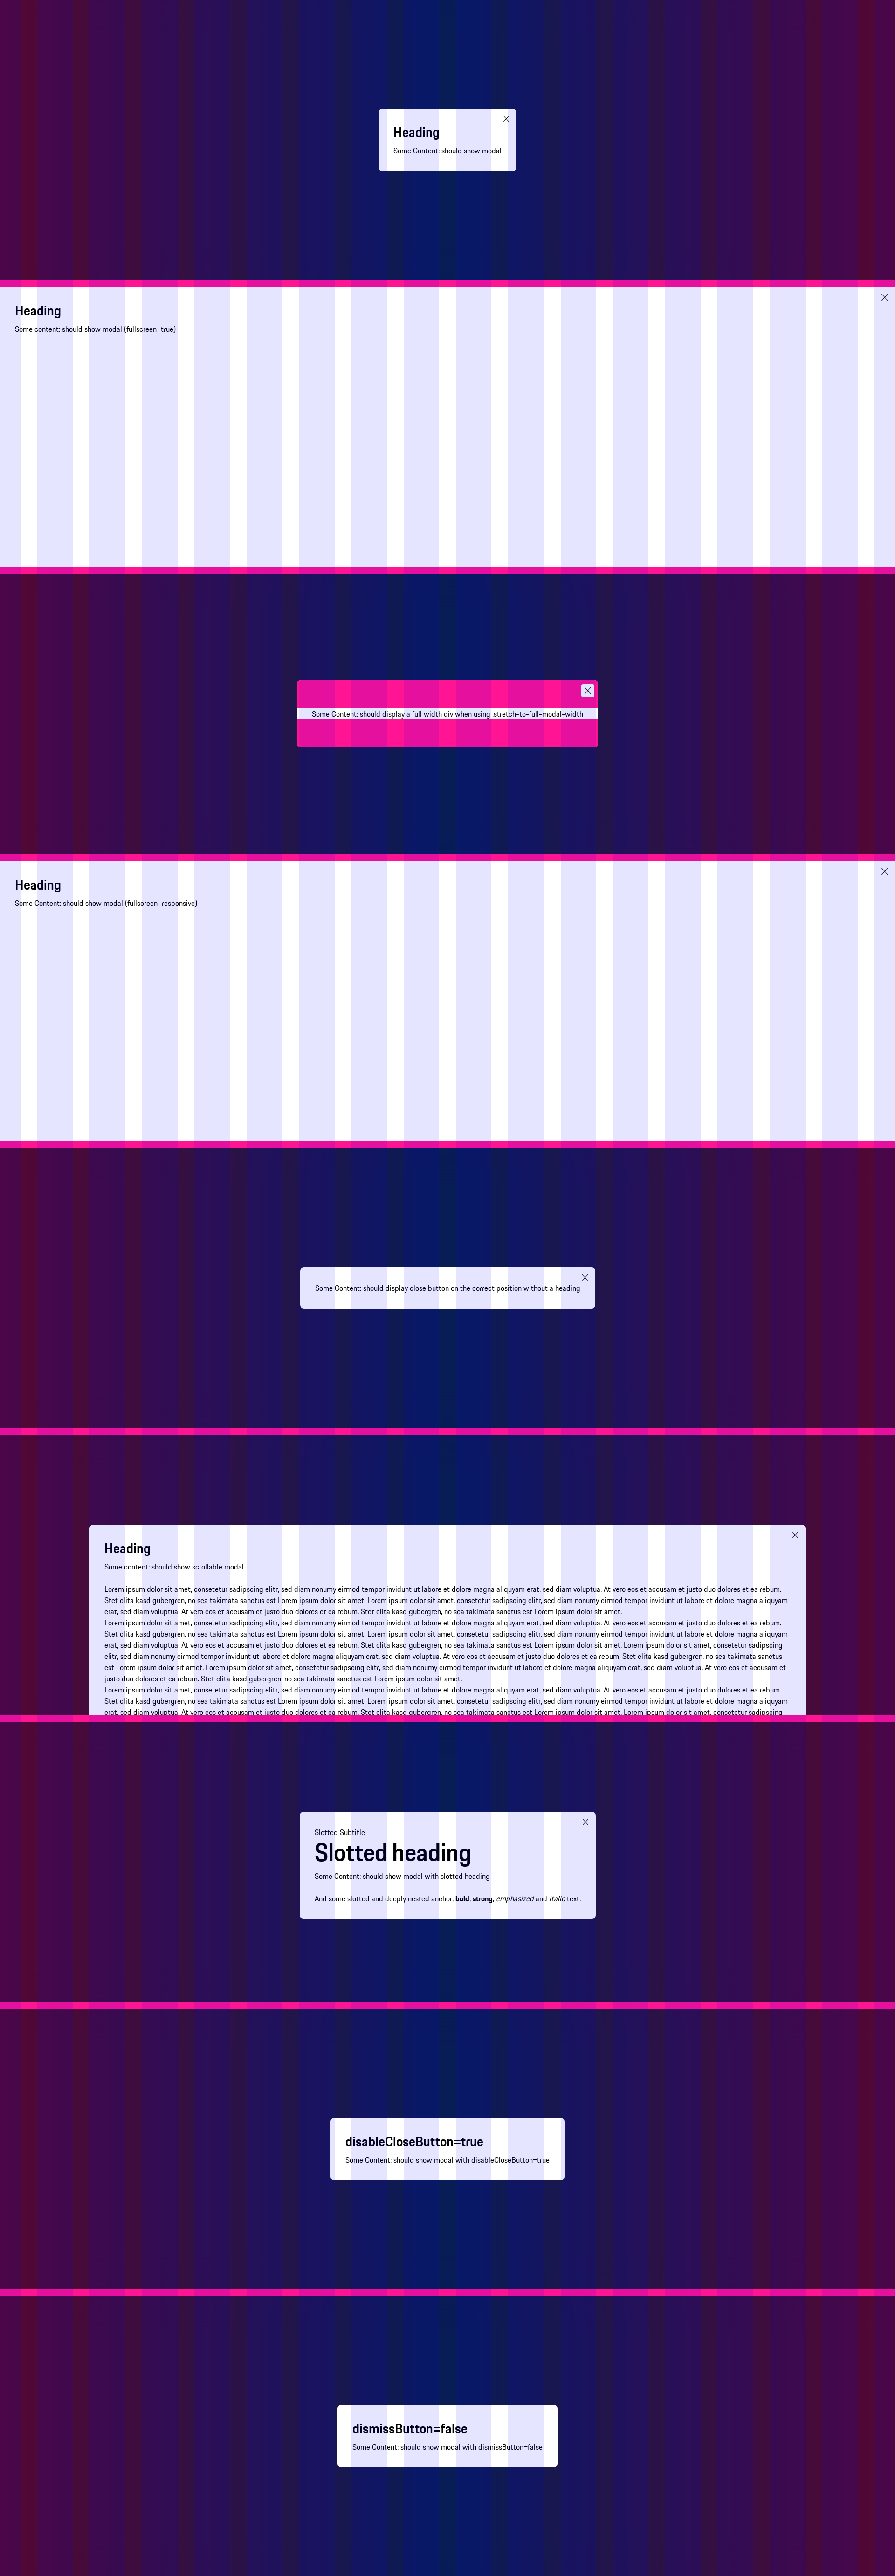 Heading
Some Content: should show modal
Heading
Some content: should show modal (fullscreen=true)
Some Content: should display a full width div when using .stretch-to-full-modal-width
Heading
Some Content: should show modal (fullscreen=responsive)
Some Content: should display close button on the correct position without a heading
Heading
Some content: should show scrollable modal
Lorem ipsum dolor sit amet, consetetur sadipscing elitr, sed diam nonumy eirmod tempor invidunt ut labore et dolore magna aliquyam erat, sed diam voluptua. At vero eos et accusam et justo duo dolores et ea rebum.
Stet clita kasd gubergren, no sea takimata sanctus est Lorem ipsum dolor sit amet. Lorem ipsum dolor sit amet, consetetur sadipscing elitr, sed diam nonumy eirmod tempor invidunt ut labore et dolore magna aliquyam
erat, sed diam voluptua. At vero eos et accusam et justo duo dolores et ea rebum. Stet clita kasd gubergren, no sea takimata sanctus est Lorem ipsum dolor sit amet.
Lorem ipsum dolor sit amet, consetetur sadipscing elitr, sed diam nonumy eirmod tempor invidunt ut labore et dolore magna aliquyam erat, sed diam voluptua. At vero eos et accusam et justo duo dolores et ea rebum.
Stet clita kasd gubergren, no sea takimata sanctus est Lorem ipsum dolor sit amet. Lorem ipsum dolor sit amet, consetetur sadipscing elitr, sed diam nonumy eirmod tempor invidunt ut labore et dolore magna aliquyam
erat, sed diam voluptua. At vero eos et accusam et justo duo dolores et ea rebum. Stet clita kasd gubergren, no sea takimata sanctus est Lorem ipsum dolor sit amet. Lorem ipsum dolor sit amet, consetetur sadipscing
elitr, sed diam nonumy eirmod tempor invidunt ut labore et dolore magna aliquyam erat, sed diam voluptua. At vero eos et accusam et justo duo dolores et ea rebum. Stet clita kasd gubergren, no sea takimata sanctus
est Lorem ipsum dolor sit amet. Lorem ipsum dolor sit amet, consetetur sadipscing elitr, sed diam nonumy eirmod tempor invidunt ut labore et dolore magna aliquyam erat, sed diam voluptua. At vero eos et accusam et
justo duo dolores et ea rebum. Stet clita kasd gubergren, no sea takimata sanctus est Lorem ipsum dolor sit amet.
Lorem ipsum dolor sit amet, consetetur sadipscing elitr, sed diam nonumy eirmod tempor invidunt ut labore et dolore magna aliquyam erat, sed diam voluptua. At vero eos et accusam et justo duo dolores et ea rebum.
Stet clita kasd gubergren, no sea takimata sanctus est Lorem ipsum dolor sit amet. Lorem ipsum dolor sit amet, consetetur sadipscing elitr, sed diam nonumy eirmod tempor invidunt ut labore et dolore magna aliquyam
erat, sed diam voluptua. At vero eos et accusam et justo duo dolores et ea rebum. Stet clita kasd gubergren, no sea takimata sanctus est Lorem ipsum dolor sit amet. Lorem ipsum dolor sit amet, consetetur sadipscing
Slotted Subtitle
Slotted heading
Some Content: should show modal with slotted heading
And some slotted and deeply nested anchor, bold, strong, emphasized and italic text.
disableCloseButton=true
Some Content: should show modal with disableCloseButton=true
dismissButton=false
Some Content: should show modal with dismissButton=false